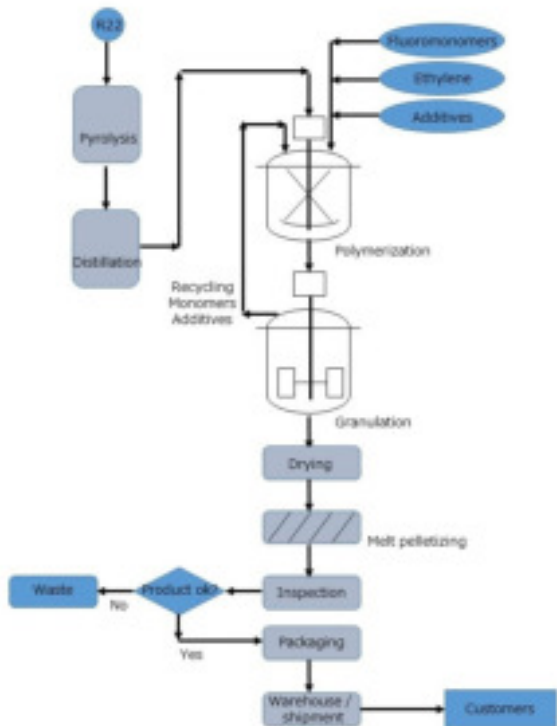 R22
Fluoromonomers
Ethylene
Additives
Pyrolysis
Distillation
Polymerization
Recycling
Monomers
Additives
Granulation
Drying
Melt pelletizing
Inspection
Product ok?
Waste
No
Yes
Packaging
Warehouse /
shipment
Customers